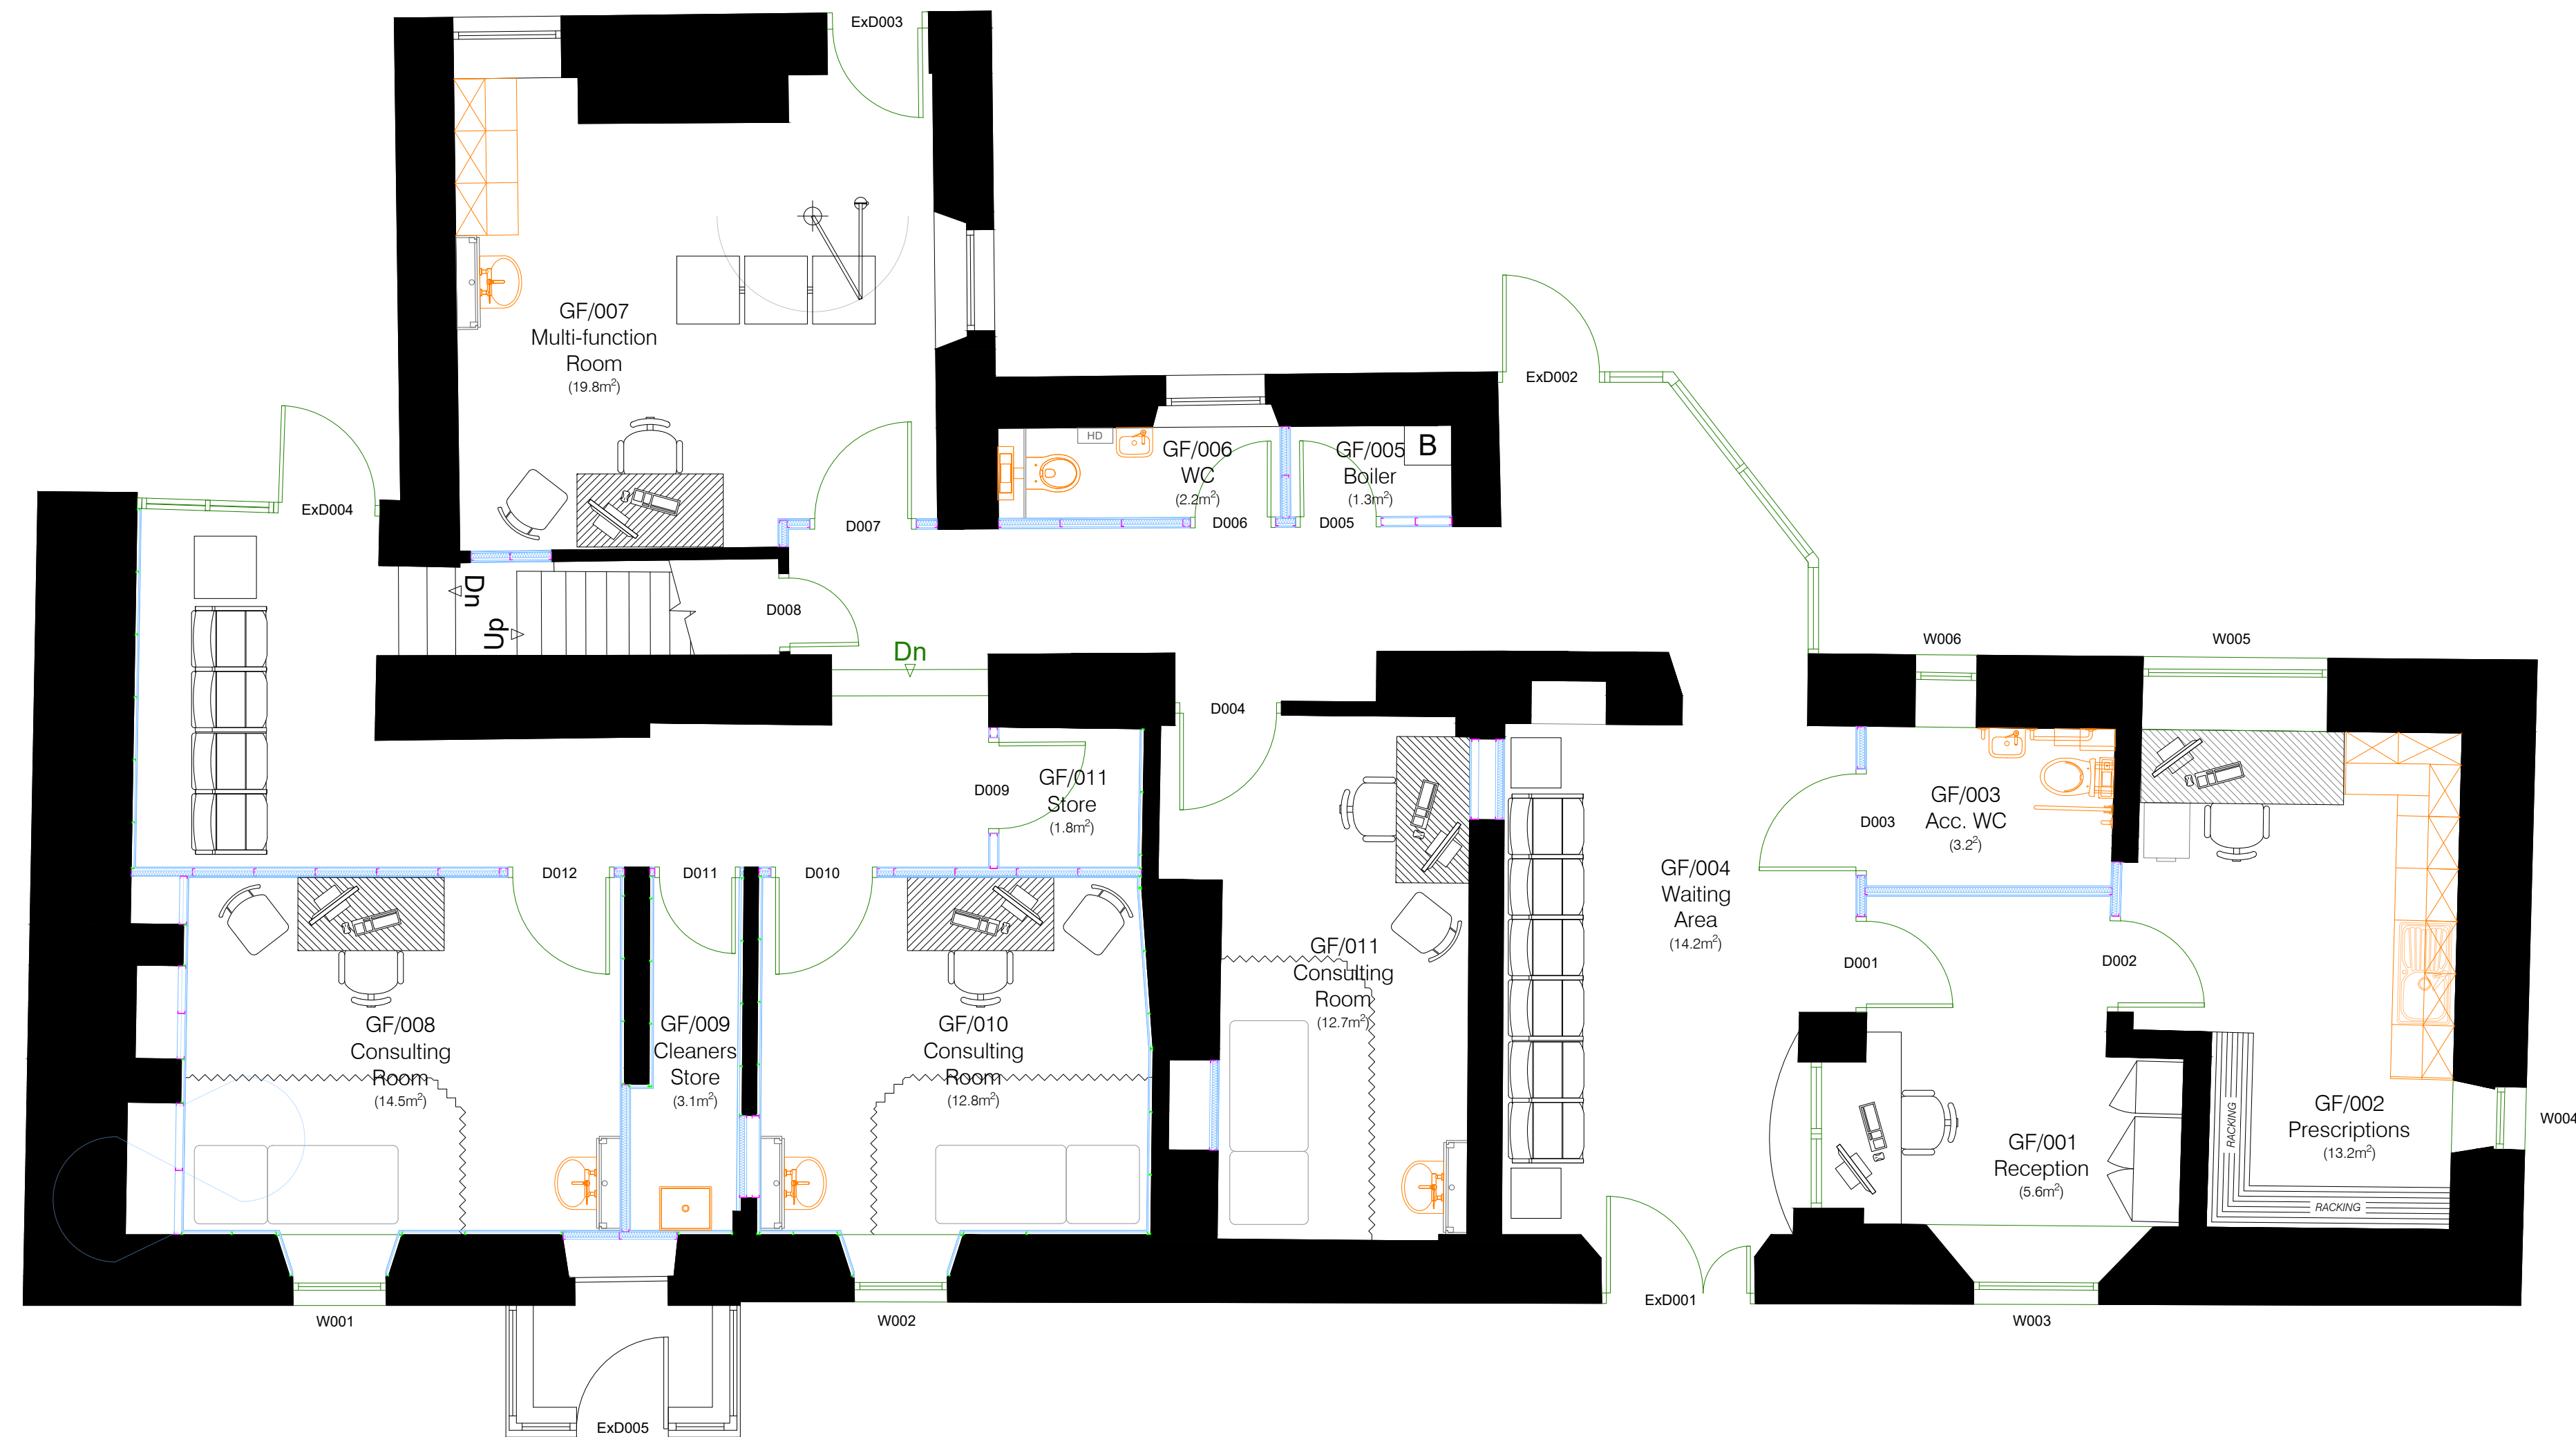 ExD003
GF/007
Multi-function
Room
(19.8m²)
ExD002
HD
GF/006
WC
(2.2m²)
GF/005
Boiler
(1.3m²)
B
ExD004
D007
D006
D005
Dn
Up
D008
Dn
W006
W005
D004
D009
GF/011
Store
(1.8m²)
GF/003
Acc. WC
(3.2²)
D003
D012
D011
D010
GF/004
Waiting
Area
(14.2m²)
GF/011
Consulting
Room
(12.7m²)
D001
D002
GF/008
Consulting
Room
(14.5m²)
GF/009
Cleaners
Store
(3.1m²)
GF/010
Consulting
Room
(12.8m²)
GF/002
Prescriptions
(13.2m²)
W004
RACKING
GF/001
Reception
(5.6m²)
RACKING
ExD001
W001
W002
W003
ExD005